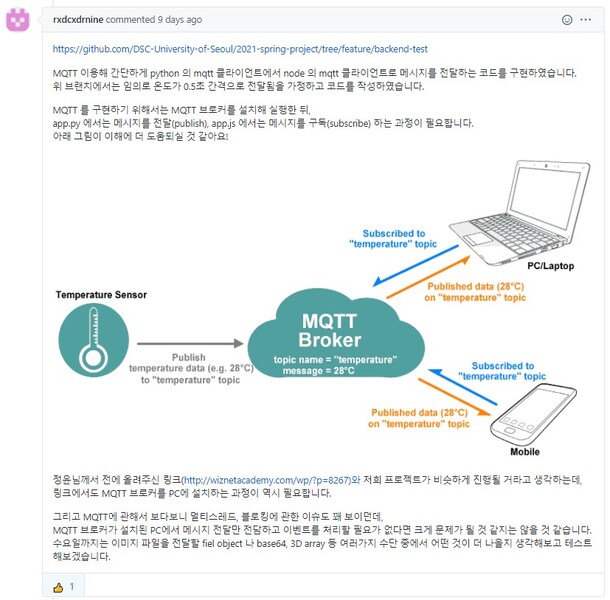 rxdcxdrnine commented 9 days ago
https://github.com/DSC-University-of-Seoul/2021-spring-project/tree/feature/backend-test
MQTT 이용해 간단하게 python 의 mqtt 클라이언트에서 node 의 mqtt 클라이언트로 메시지를 전달하는 코드를 구현하였습니다.
위 브랜치에서는 임의로 온도가 0.5초 간격으로 전달됨을 가정하고 코드를 작성하였습니다.
MQTT 를 구현하기 위해서는 MQTT 브로커를 설치해 실행한 뒤,
app.py 에서는 메시지를 전달(publish), app.js 에서는 메시지를 구독(subscribe) 하는 과정이 필요합니다.
아래 그림이 이해에 더 도움되실 것 같아요!
Subscribed to
"temperature" topic
PC/Laptop
Published data (28°C)
on "temperature" topic
Temperature Sensor
MQTT
Broker
topic name = "temperature"
message = 28°C
Publish
temperature data (e.g. 28°C)
to "temperature" topic
Subscribed to
"temperature" topic
Published data (28°C)
on "temperature" topic
Mobile
정윤님께서 전에 올려주신 링크(http://wiznetacademy.com/wp/?p=8267)와 저희 프로젝트가 비슷하게 진행될 거라고 생각하는데,
링크에서도 MQTT 브로커를 PC에 설치하는 과정이 역시 필요합니다.
그리고 MQTT에 관해서 보다보니 멀티스레드, 블로킹에 관한 이슈도 꽤 보이던데,
MQTT 브로커가 설치된 PC에서 메시지 전달만 전담하고 이벤트를 처리할 필요가 없다면 크게 문제가 될 것 같지는 않을 것 같습니다.
수요일까지는 이미지 파일을 전달할 fiel object 나 base64, 3D array 등 여러가지 수단 중에서 어떤 것이 더 나을지 생각해보고 테스트
해보겠습니다.
👍 1